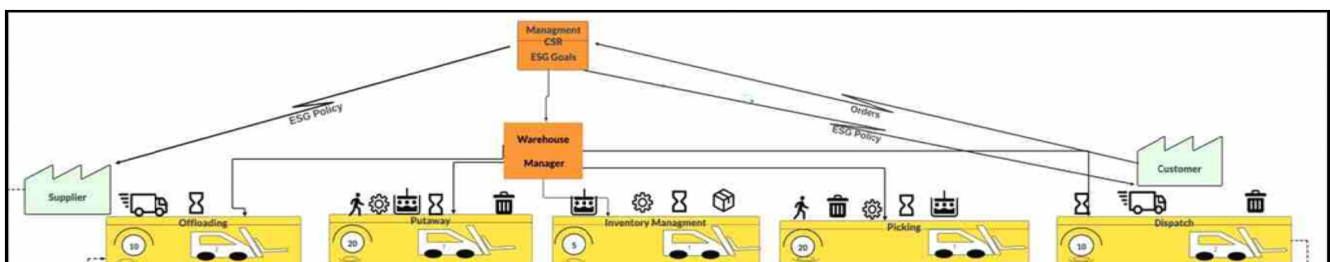 Managment
CSR
ESG Goals
ESG Policy
Orders
ESG Policy
Warehouse
Manager
Supplier
Customer
Offloading
Putaway
Inventory Managment
Picking
Dispatch
10
20
5
20
10